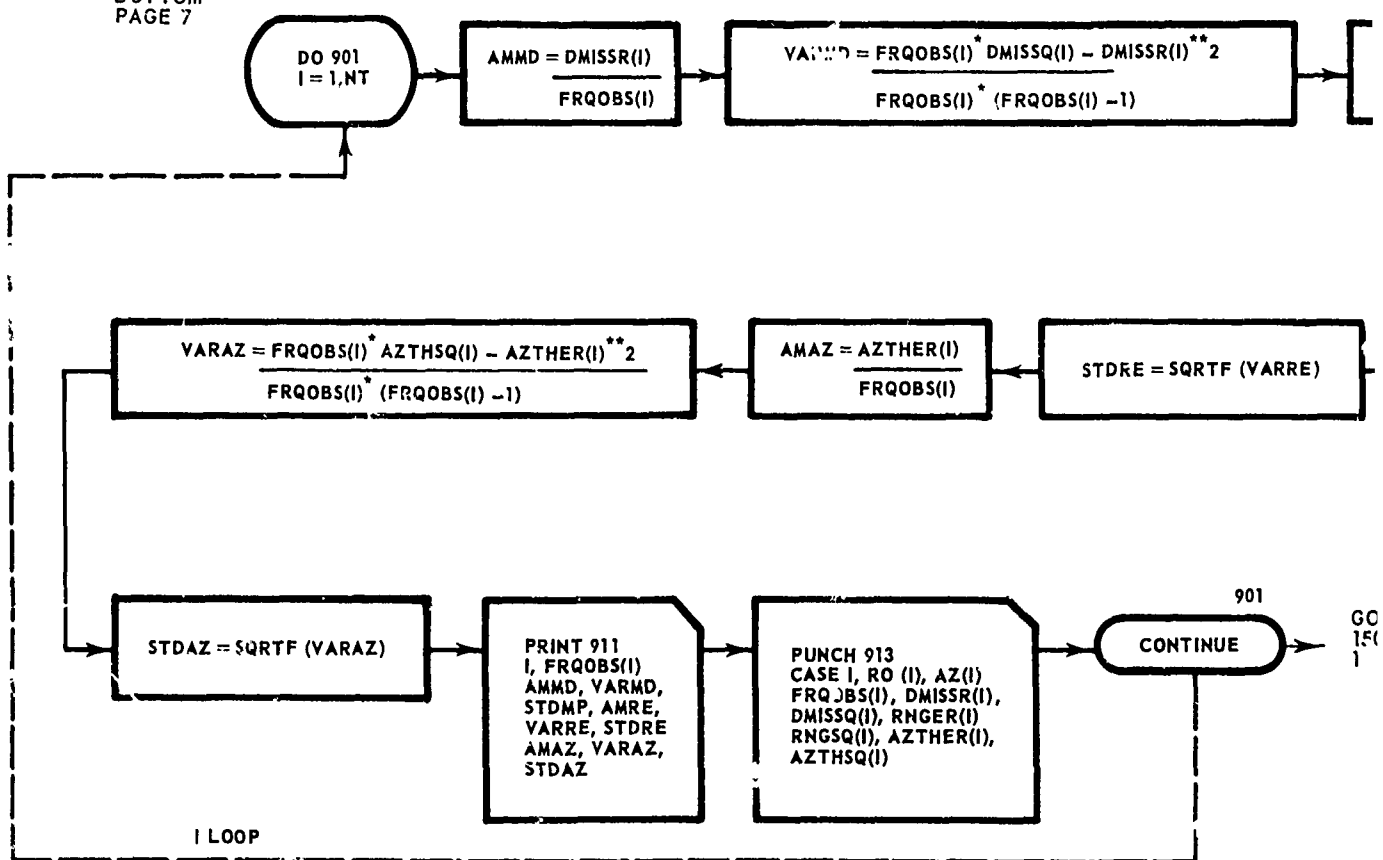 PAGE 7
DO 901
I = 1,NT
AMMD = DMISSR(I)
FRQOBS(I)
= FRQOBS(I)* DMISSQ(I) – DMISSR(I)**2
FRQOBS(I)* (FRQOBS(I) –1)
VARAZ = FRQOBS(I)* AZTHSQ(I) – AZTHER(I)**2
FRQOBS(I)* (FRQOBS(I) –1)
AMAZ = AZTHER(I)
FRQOBS(I)
STDRE = SQRTF (VARRE)
STDAZ = SQRTF (VARAZ)
PRINT 911
I, FRQOBS(I)
AMMD, VARMD,
STDMP, AMRE,
VARRE, STDRE
AMAZ, VARAZ,
STDAZ
PUNCH 913
CASE I, RO (I), AZ(I)
FRQOBS(I), DMISSR(I),
DMISSQ(I), RNGER(I)
RNGSQ(I), AZTHER(I),
AZTHSQ(I)
901
CONTINUE
I LOOP